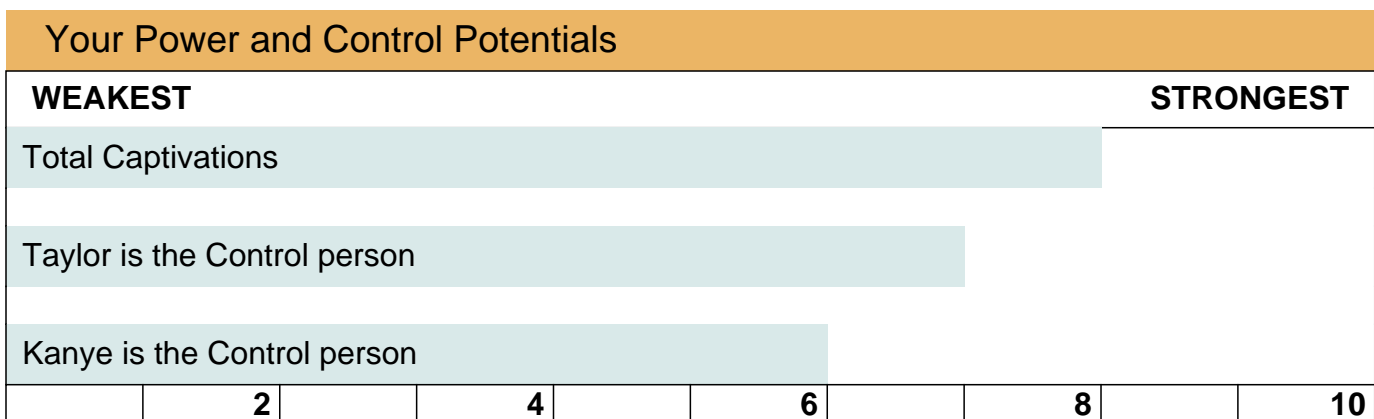 Your Power and Control Potentials
WEAKEST STRONGEST
Total Captivations
Taylor is the Control person
Kanye is the Control person
2 4 6 8 10